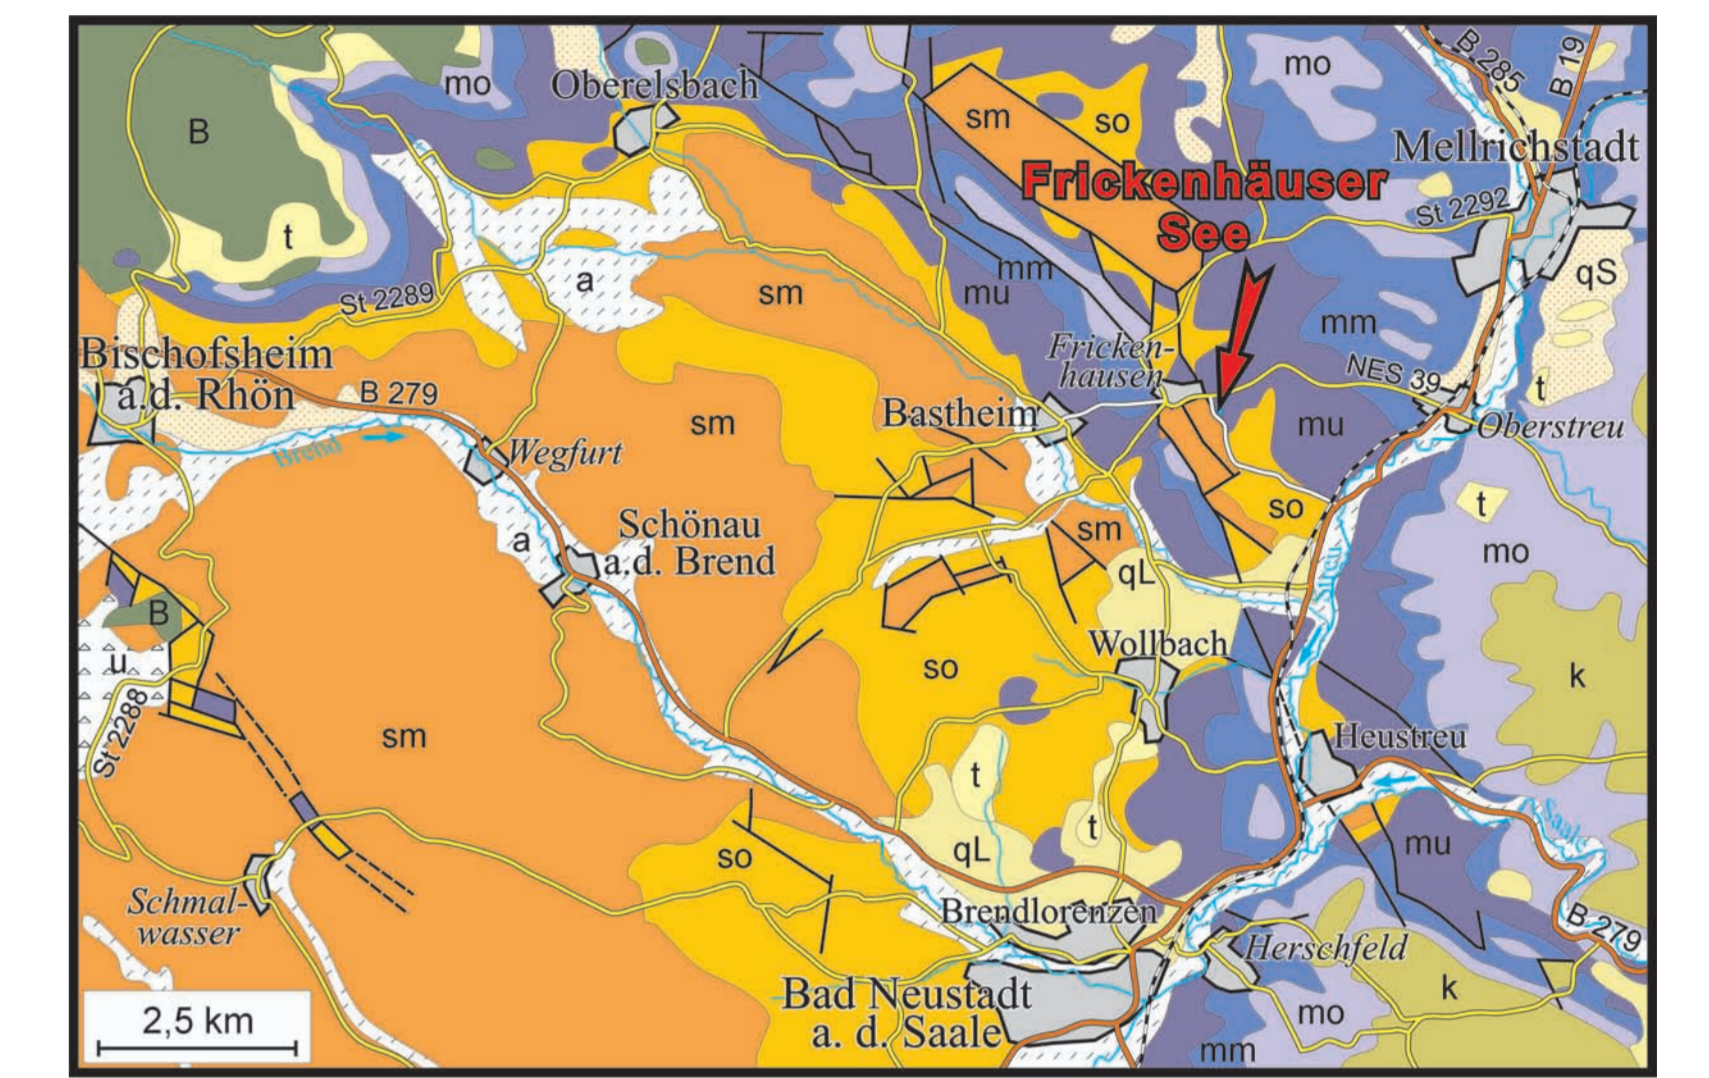 mo
Oberelsbach
B
sm
so
mo
B 285
B 19
Mellrichstadt
Frickenhäuser
See
St 2292
t
a
St 2289
sm
mm
mu
qS
mm
Bischofsheim
a.d. Rhön
B 279
Fricken-
hausen
NES 39
t
Brend
Wegfurt
sm
Bastheim
mu
Oberstreu
Schönau
a.d. Brend
a
sm
so
t
mo
qL
Streu
B
u
St 2288
sm
so
Wollbach
k
Heustreu
t
t
qL
so
mu
Saale
Schmal-
wasser
Brendlorenzen
Herschfeld
B 279
Bad Neustadt
a. d. Saale
mo
k
mm
2,5 km